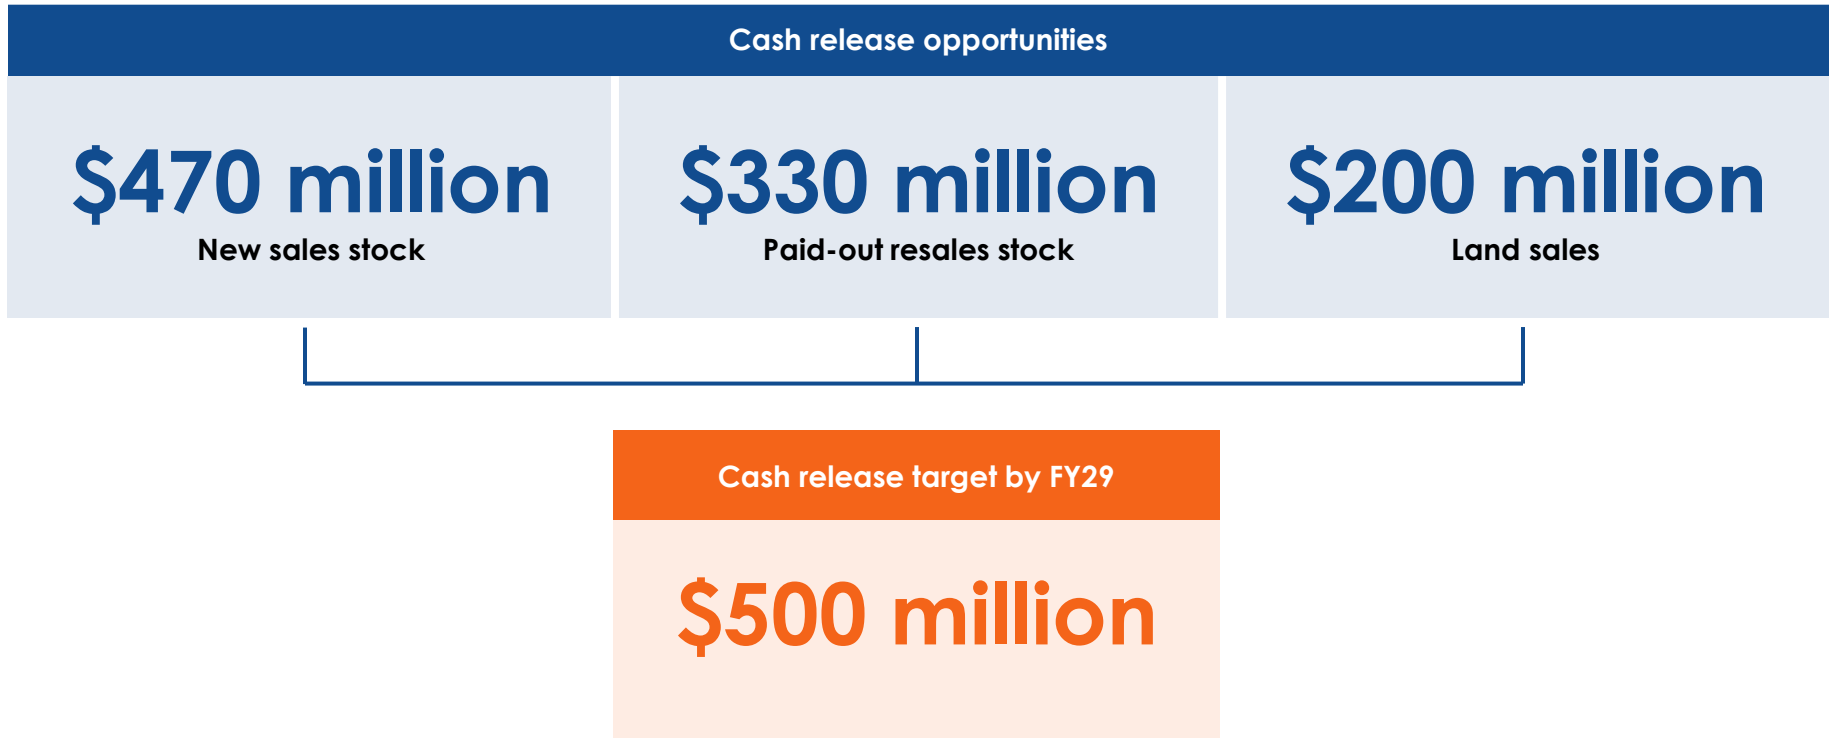 Cash release opportunities
$470 million
New sales stock
$330 million
Paid-out resales stock
$200 million
Land sales
Cash release target by FY29
$500 million